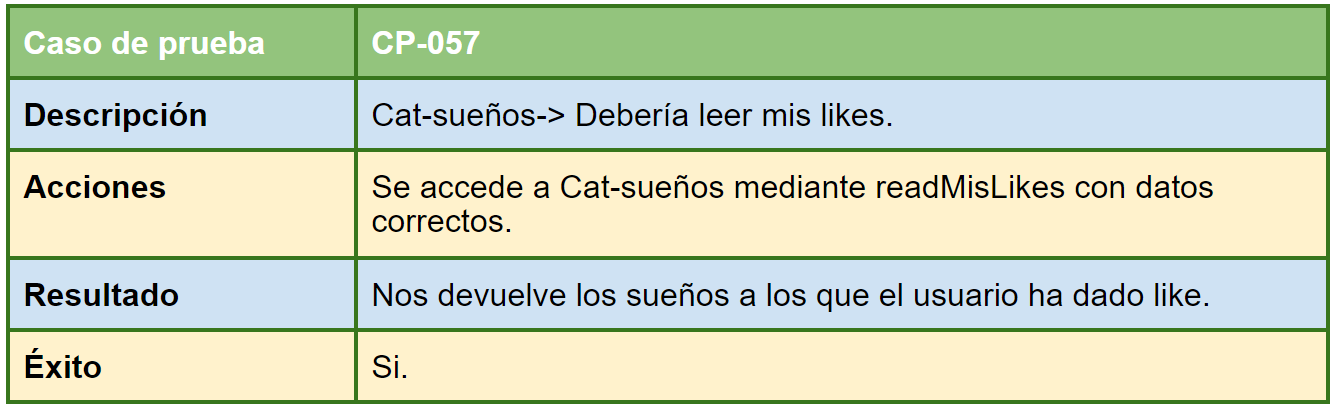 Caso de prueba CP-057
Descripción Cat-sueños-> Debería leer mis likes.
Acciones Se accede a Cat-sueños mediante readMisLikes con datos
correctos.
Resultado Nos devuelve los sueños a los que el usuario ha dado like.
Éxito Si.